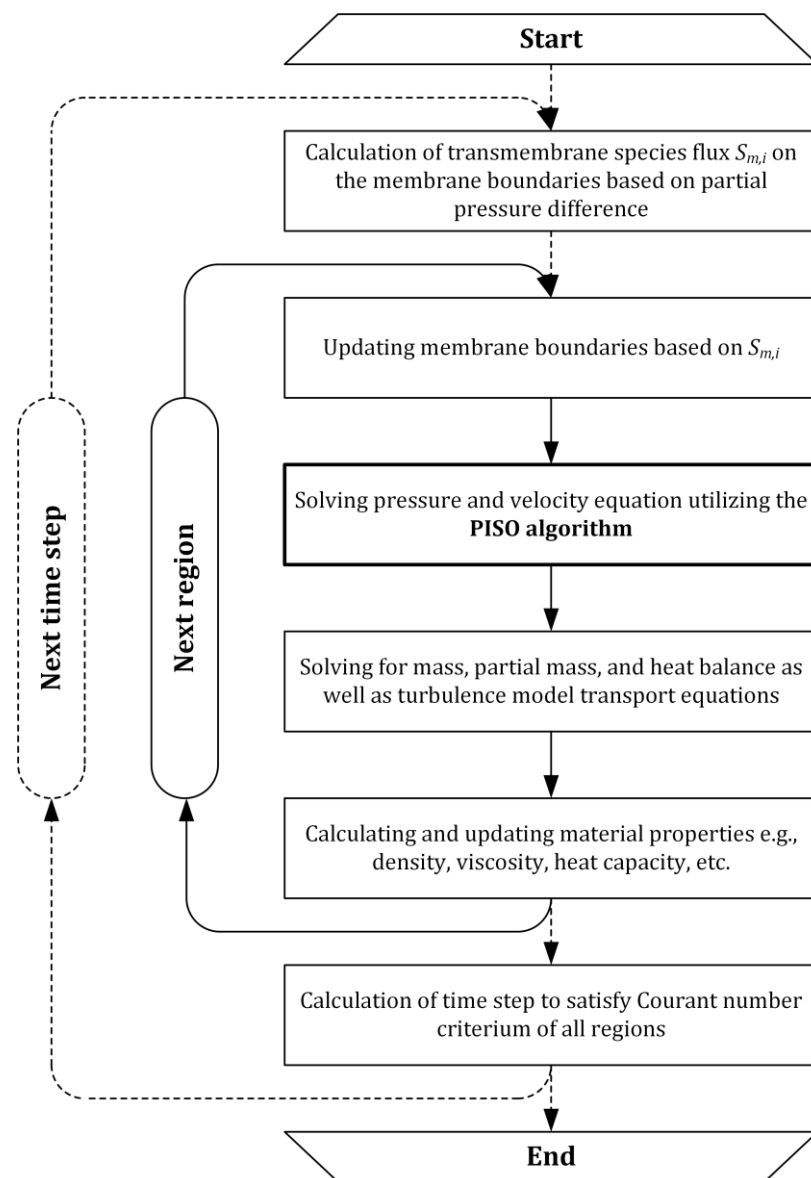 Start
Calculation of transmembrane species flux Sm,i on
the membrane boundaries based on partial
pressure difference
Updating membrane boundaries based on Sm,i
Solving pressure and velocity equation utilizing the
PISO algorithm
Solving for mass, partial mass, and heat balance as
well as turbulence model transport equations
Calculating and updating material properties e.g.,
density, viscosity, heat capacity, etc.
Calculation of time step to satisfy Courant number
criterium of all regions
End
Next time step
Next region